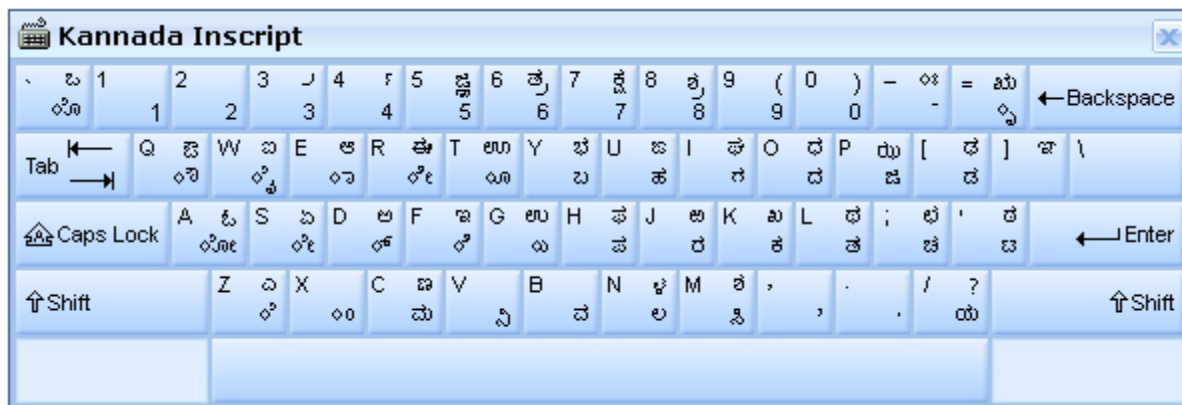 Kannada Inscript
` ಒ 1 2 3 ್ರ 4 ರ್ 5 ಜ್ಞ 6 ತ್ರ 7 ಕ್ಷ 8 ಶ್ರ 9 ( 0 ) – ಃ = ಋ ←Backspace
ೊ 1 2 3 4 5 6 7 8 9 0 - ೃ
Tab Q ಔ W ಐ E ಆ R ಈ T ಊ Y ಭ U ಙ I ಘ O ಧ P ಝ [ ಢ ] ಞ \
ೌ ೈ ಾ ೀ ೂ ಬ ಹ ಗ ದ ಜ ಡ
Caps Lock A ಓ S ಏ D ಅ F ಇ G ಉ H ಫ J ಱ K ಖ L ಥ ; ಛ ' ಠ Enter
ೋ ೇ ್ ಿ ು ಪ ರ ಕ ತ ಚ ಟ
Shift Z ಎ X C ಣ V B N ಳ M ಶ , . / ? Shift
ೆ ಂ ಮ ನ ವ ಲ ಸ , . ಯ